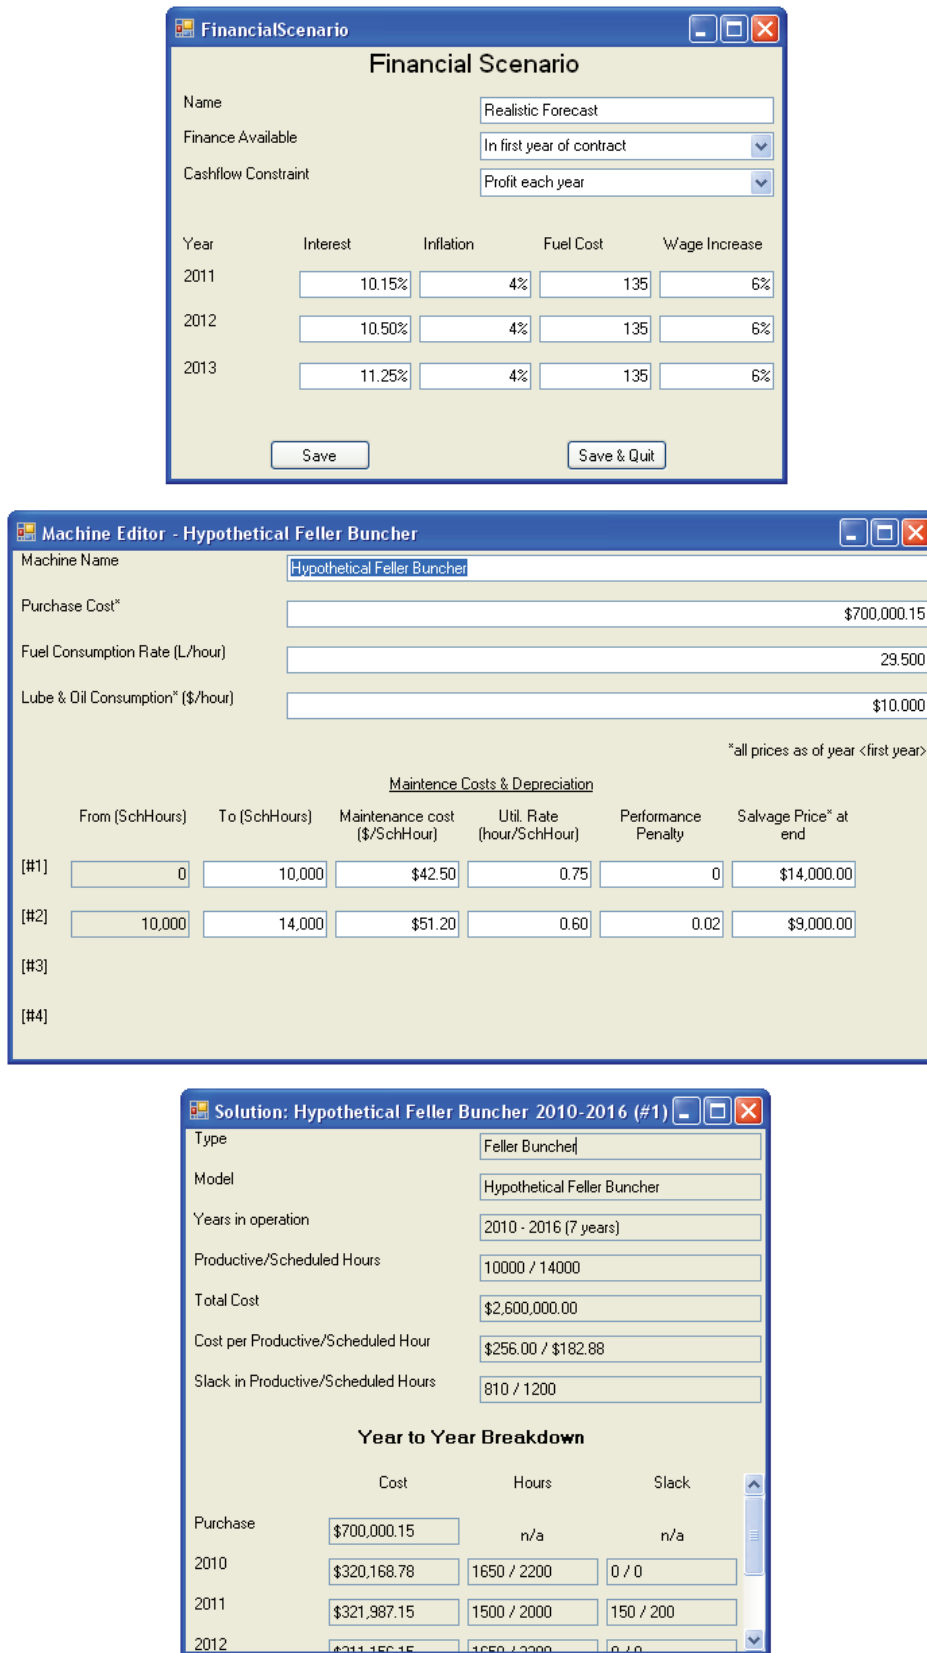 FinancialScenario
Financial Scenario
Name Realistic Forecast
Finance Available In first year of contract
Cashflow Constraint Profit each year
Year Interest Inflation Fuel Cost Wage Increase
2011 10.15% 4% 135 6%
2012 10.50% 4% 135 6%
2013 11.25% 4% 135 6%
Save Save & Quit
Machine Editor - Hypothetical Feller Buncher
Machine Name Hypothetical Feller Buncher
Purchase Cost* $700,000.15
Fuel Consumption Rate (L/hour) 29.500
Lube & Oil Consumption* ($/hour) $10.000
*all prices as of year <first year>
Maintence Costs & Depreciation
From (SchHours) To (SchHours) Maintenance cost Util. Rate Performance Salvage Price* at
($/SchHour) (hour/SchHour) Penalty end
[#1] 0 10,000 $42.50 0.75 0 $14,000.00
[#2] 10,000 14,000 $51.20 0.60 0.02 $9,000.00
[#3]
[#4]
Solution: Hypothetical Feller Buncher 2010-2016 (#1)
Type Feller Buncher
Model Hypothetical Feller Buncher
Years in operation 2010 - 2016 (7 years)
Productive/Scheduled Hours 10000 / 14000
Total Cost $2,600,000.00
Cost per Productive/Scheduled Hour $256.00 / $182.88
Slack in Productive/Scheduled Hours 810 / 1200
Year to Year Breakdown
Cost Hours Slack
Purchase $700,000.15 n/a n/a
2010 $320,168.78 1650 / 2200 0 / 0
2011 $321,987.15 1500 / 2000 150 / 200
2012